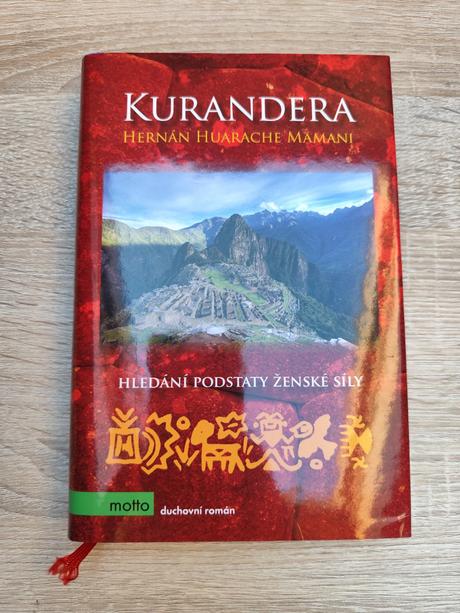 KURANDERA
HERNÁN HUARACHE MAMANI
HLEDÁNÍ PODSTATY ŽENSKÉ SÍLY
motto duchovní román